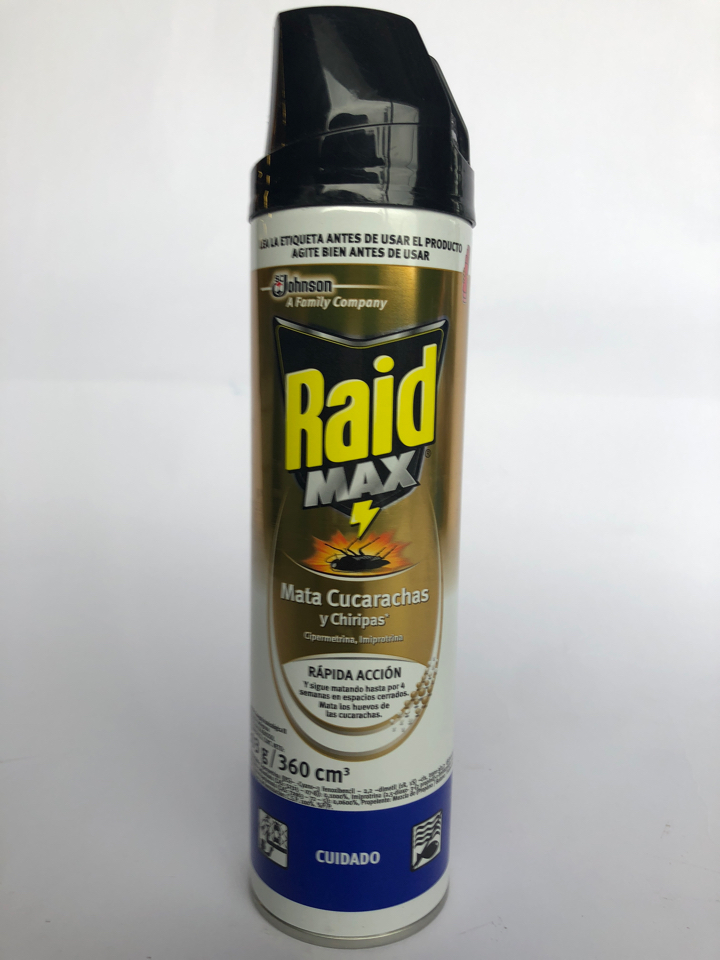 LEA LA ETIQUETA ANTES DE USAR EL PRODUCTO
AGITE BIEN ANTES DE USAR
Johnson
A Family Company
Raid
MAX
®
Mata Cucarachas
y Chiripas*
Cipermetrina, Imiprotrina
RÁPIDA ACCIÓN
Y sigue matando hasta por 4
semanas en espacios cerrados.
Mata los huevos de
las cucarachas.
g/360 cm³
CUIDADO